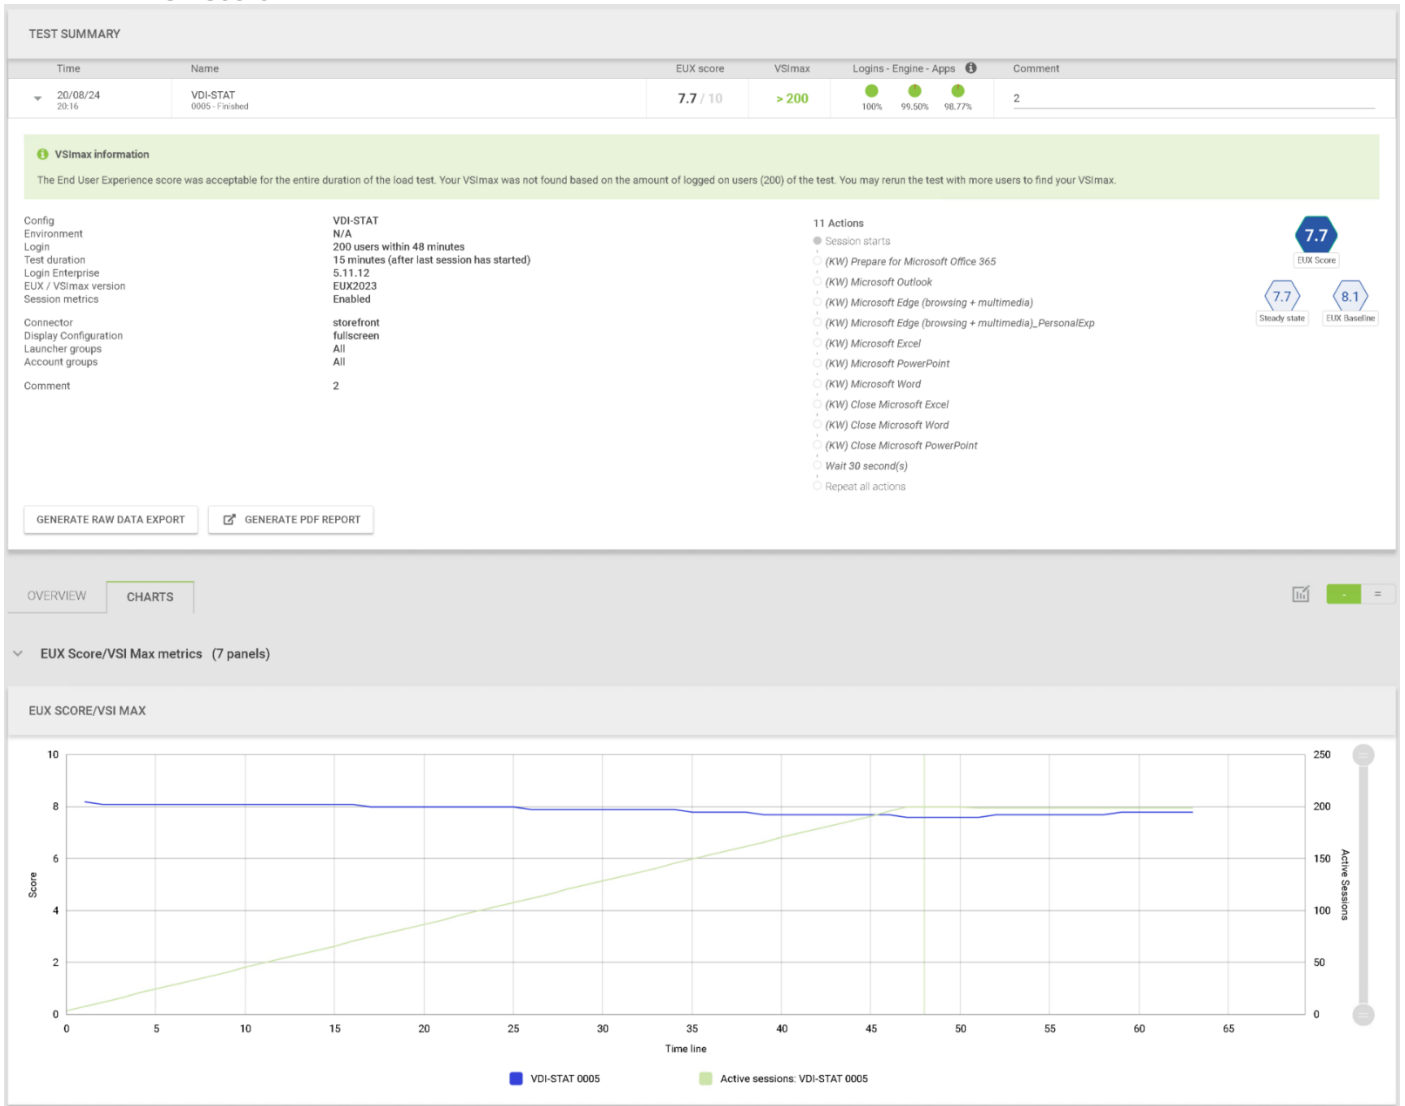 TEST SUMMARY
Time Name EUX score VSImax Logins - Engine - Apps Comment
20/08/24 VDI-STAT 7.7 / 10 > 200 2
20:16 0005 - Finished 100% 99.50% 98.77%
VSImax information
The End User Experience score was acceptable for the entire duration of the load test. Your VSImax was not found based on the amount of logged on users (200) of the test. You may rerun the test with more users to find your VSImax.
Config VDI-STAT
Environment N/A
Login 200 users within 48 minutes
Test duration 15 minutes (after last session has started)
Login Enterprise 5.11.12
EUX / VSImax version EUX2023
Session metrics Enabled
Connector storefront
Display Configuration fullscreen
Launcher groups All
Account groups All
Comment 2
11 Actions
Session starts
(KW) Prepare for Microsoft Office 365
(KW) Microsoft Outlook
(KW) Microsoft Edge (browsing + multimedia)
(KW) Microsoft Edge (browsing + multimedia)_PersonalExp
(KW) Microsoft Excel
(KW) Microsoft PowerPoint
(KW) Microsoft Word
(KW) Close Microsoft Excel
(KW) Close Microsoft Word
(KW) Close Microsoft PowerPoint
Wait 30 second(s)
Repeat all actions
7.7
EUX Score
7.7 8.1
Steady state EUX Baseline
GENERATE RAW DATA EXPORT GENERATE PDF REPORT
OVERVIEW CHARTS - =
EUX Score/VSI Max metrics (7 panels)
EUX SCORE/VSI MAX
10 250
8 200
6 150
Score Active Sessions
4 100
2 50
0 0
0 5 10 15 20 25 30 35 40 45 50 55 60 65
Time line
VDI-STAT 0005 Active sessions: VDI-STAT 0005